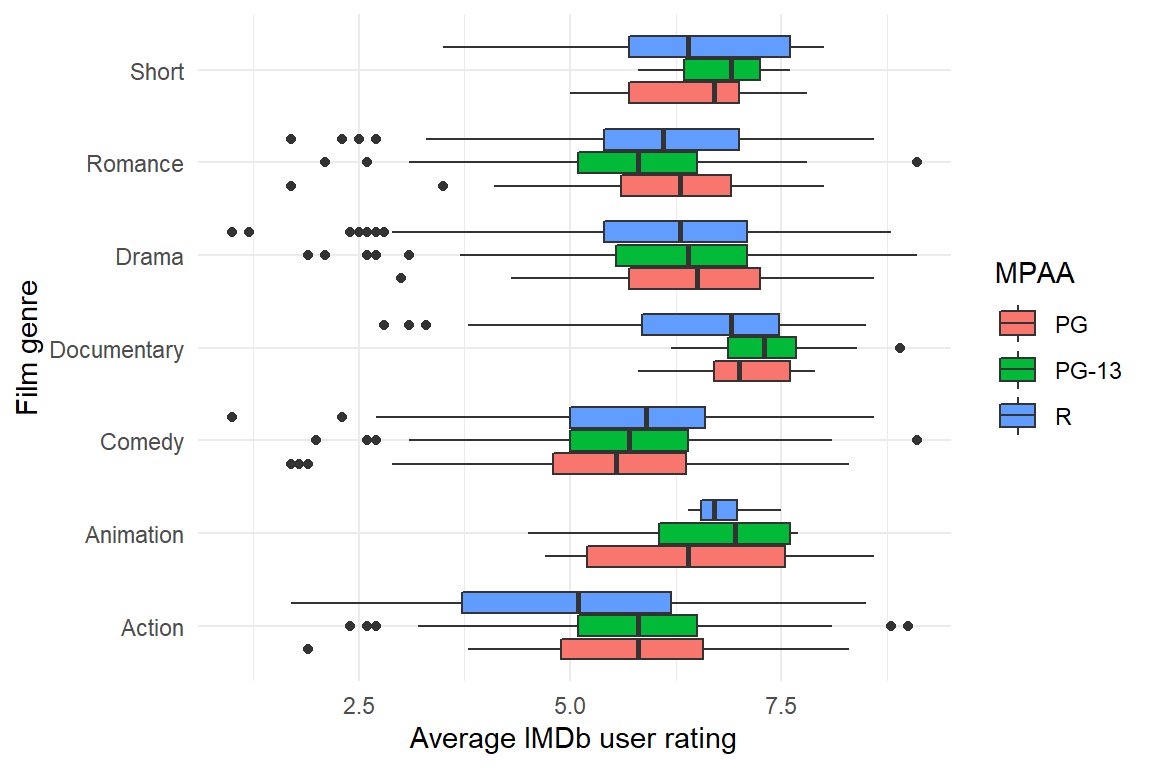 Film genre
Short
Romance
Drama
Documentary
Comedy
Animation
Action
2.5 5.0 7.5
Average IMDb user rating
MPAA
PG
PG-13
R